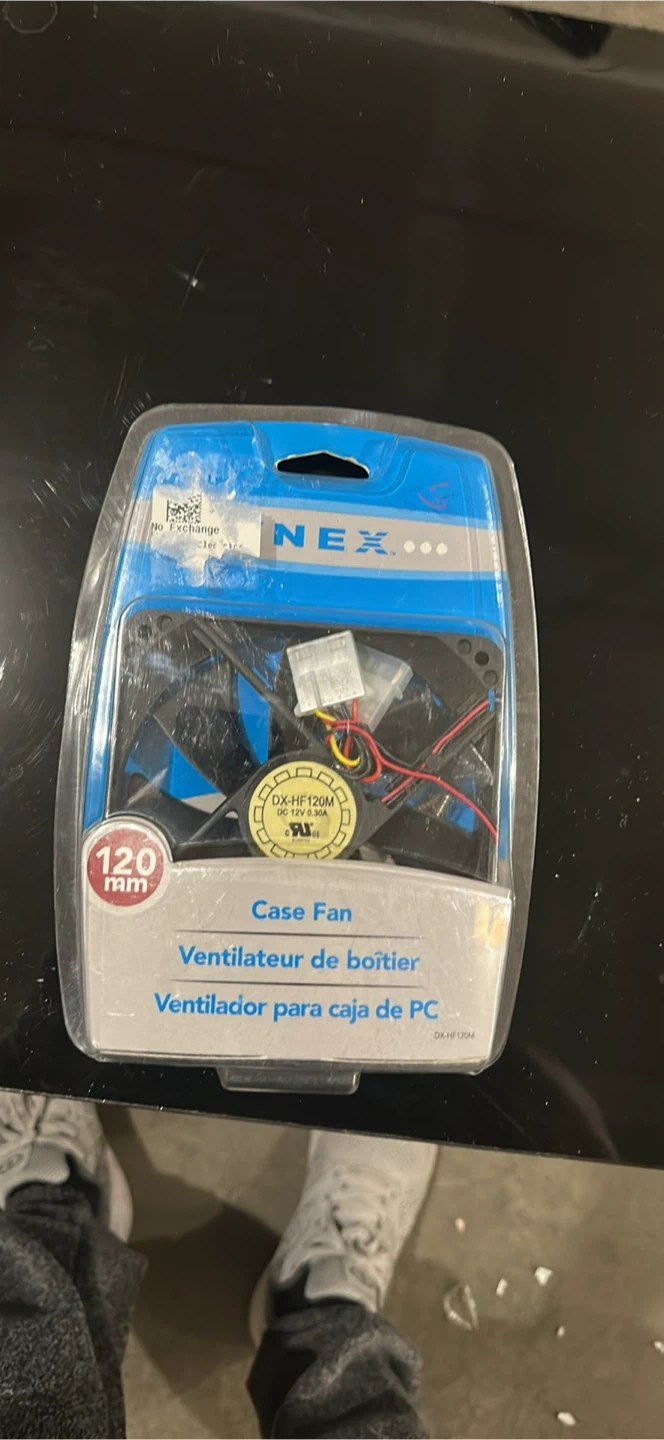 No Exchange
NEX
DX-HF120M
DC 12V 0.30A
120
mm
Case Fan
Ventilateur de boîtier
Ventilador para caja de PC
DX-HF120M